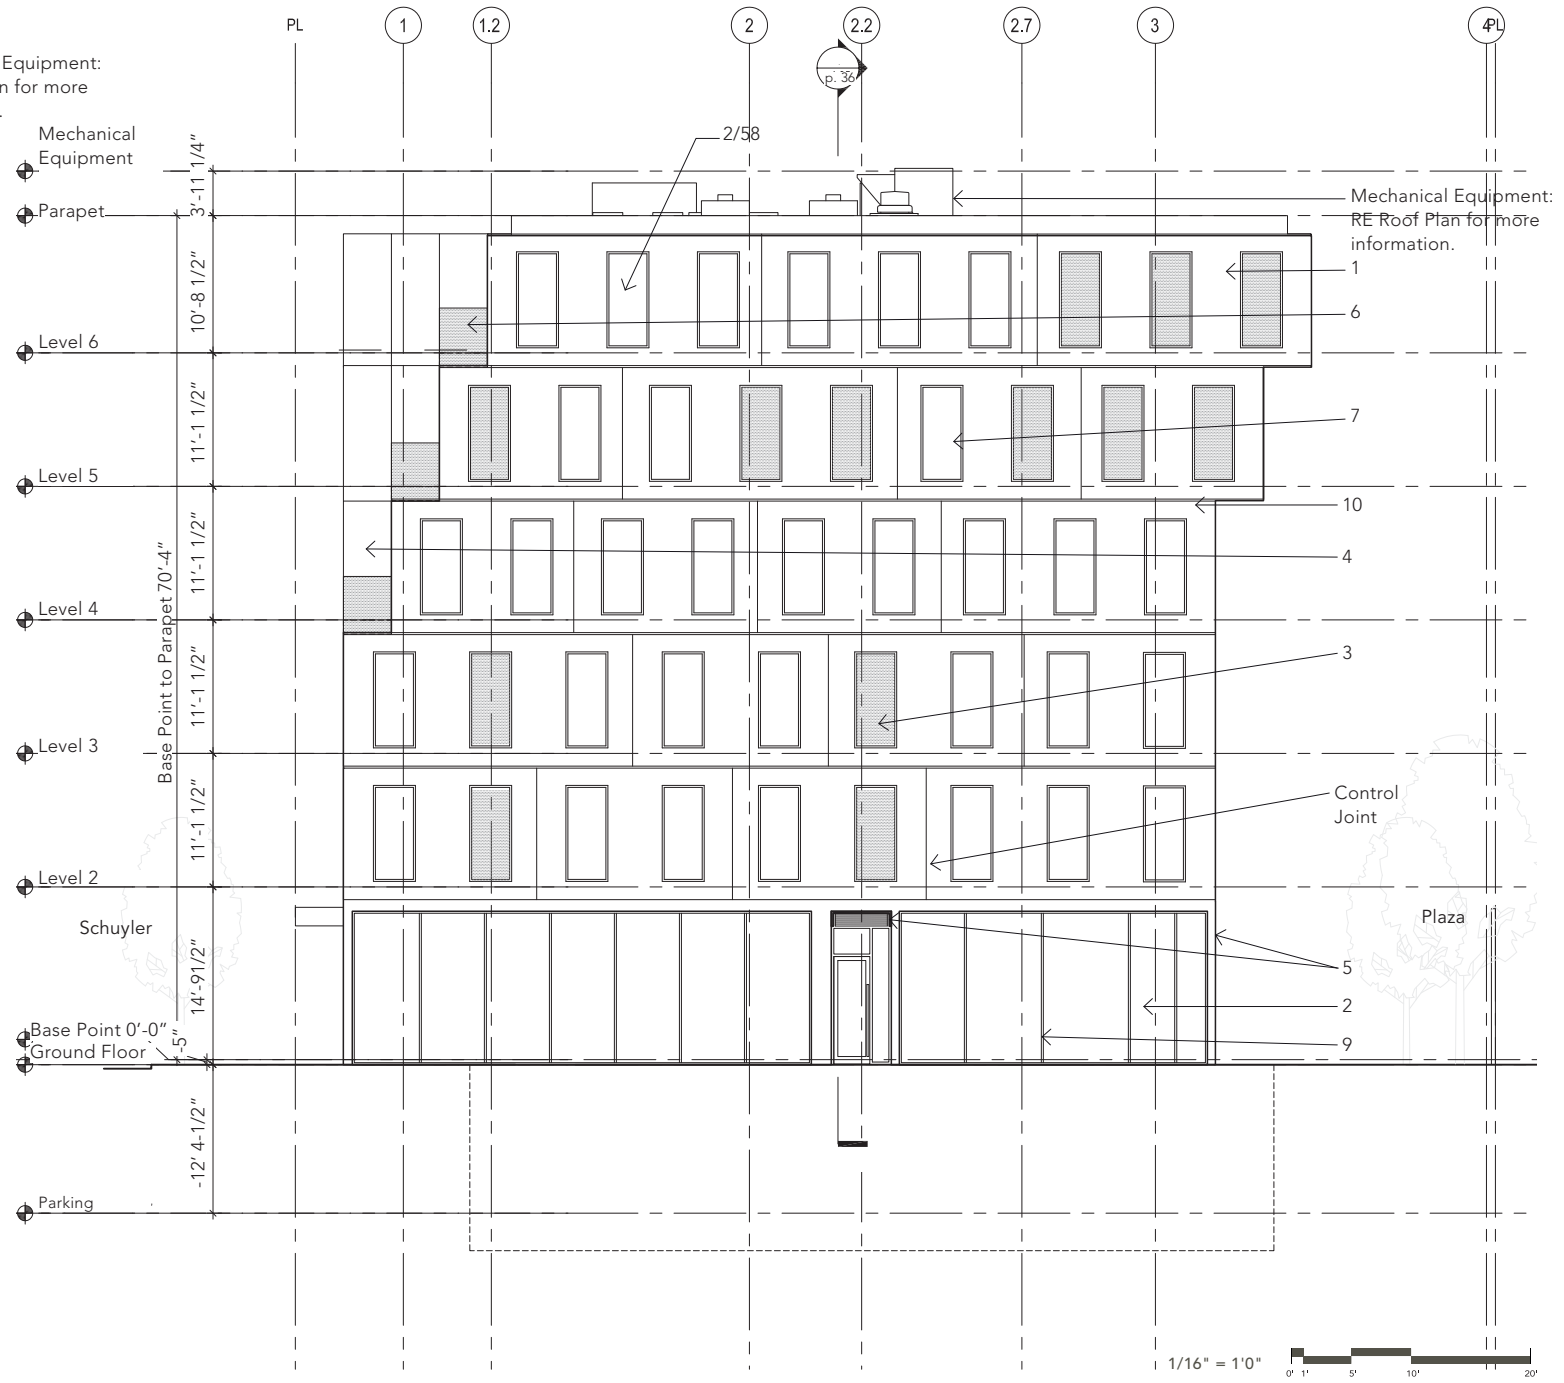 PL
1
1.2
2
2.2
2.7
3
4
PL
p. 36
Equipment:
n for more
.
Mechanical
Equipment
2/58
3'-11 1/4"
Parapet
Mechanical Equipment:
RE Roof Plan for more
information.
10'-8 1/2"
1
6
Level 6
11'-1 1/2"
7
Level 5
10
11'-1 1/2"
4
Base Point to Parapet 70'-4"
Level 4
11'-1 1/2"
3
Level 3
11'-1 1/2"
Control
Joint
Level 2
Schuyler
Plaza
14'-91/2"
5
2
Base Point 0'-0"
-5"
9
Ground Floor
-12' 4-1/2"
Parking
1/16" = 1'0"
0' 1' 5' 10' 20'